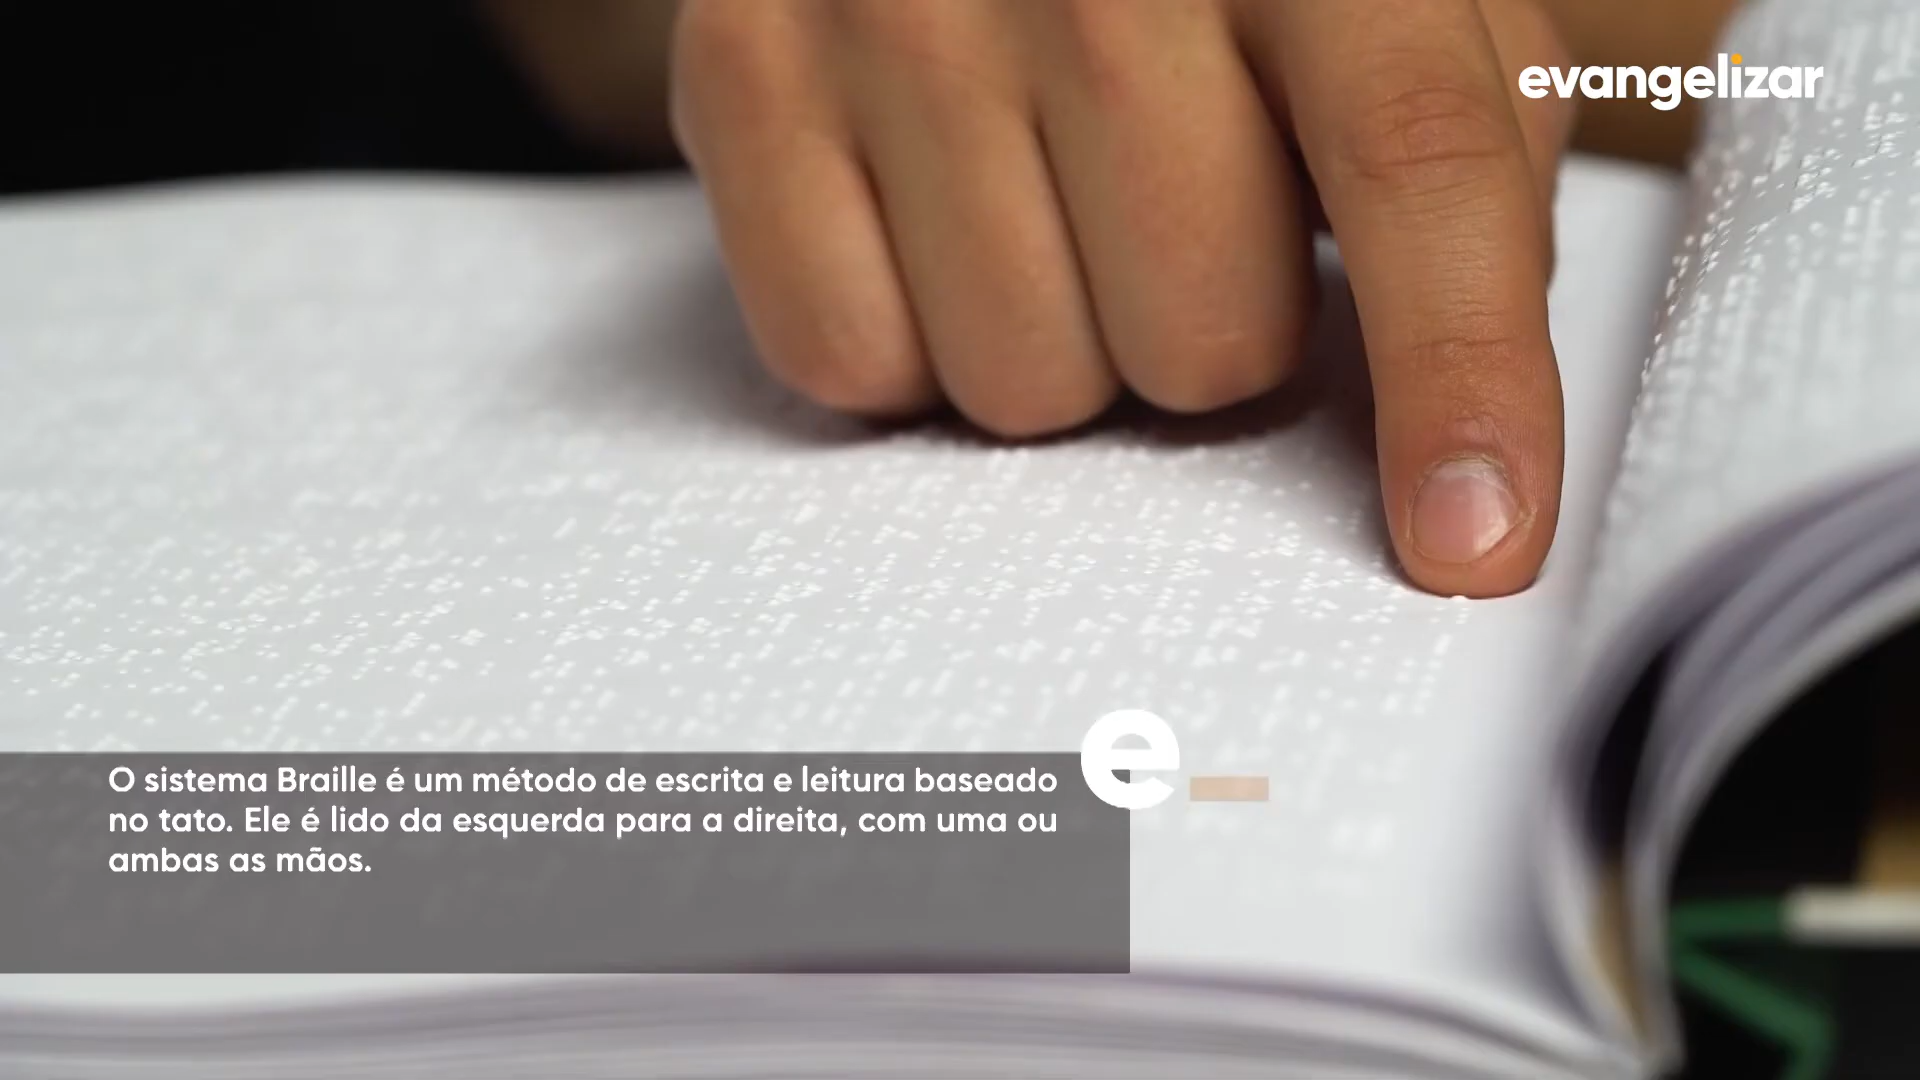 evangelizar
e
O sistema Braille é um método de escrita e leitura baseado
no tato. Ele é lido da esquerda para a direita, com uma ou
ambas as mãos.